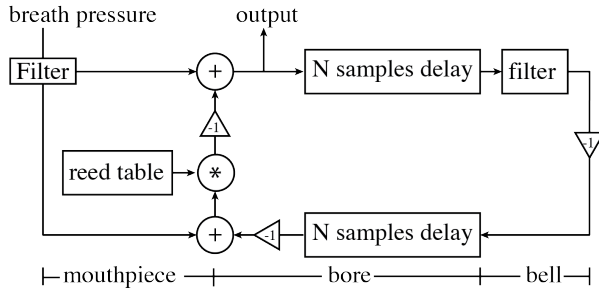 breath pressure
output
Filter
+
N samples delay
filter
-1
-1
reed table
*
+
-1
N samples delay
mouthpiece
bore
bell